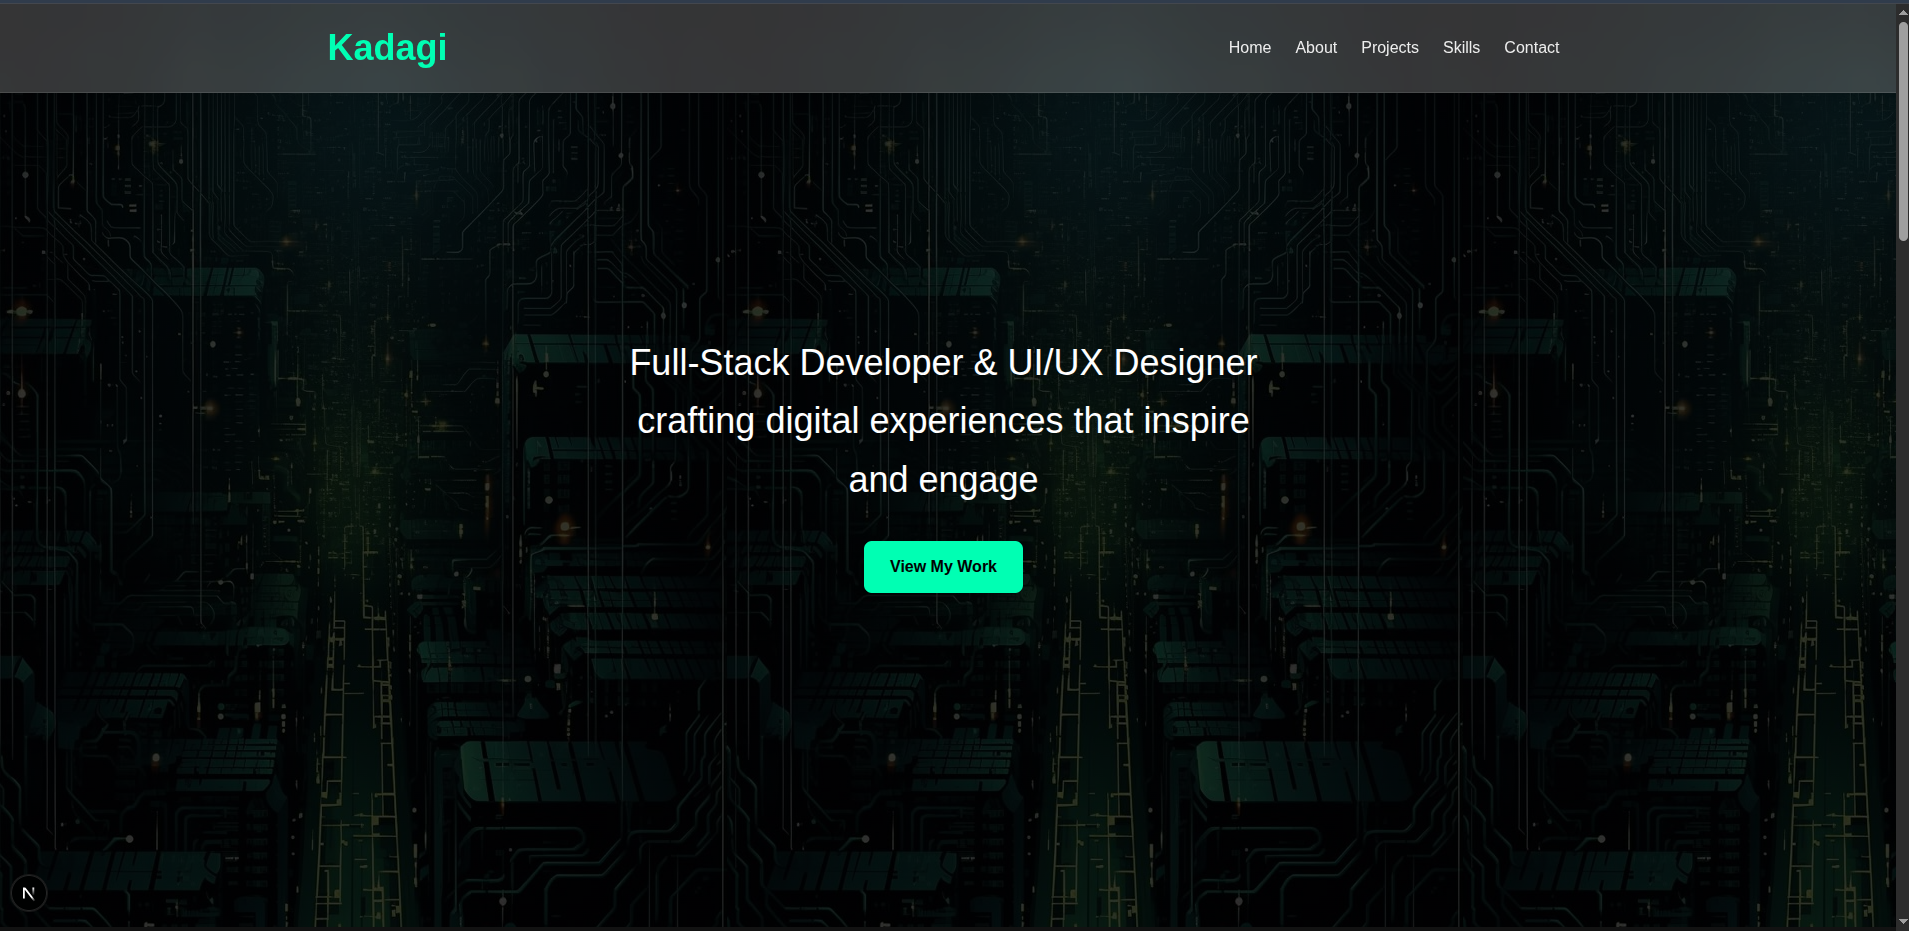 Kadagi
Home About Projects Skills Contact
Full-Stack Developer & UI/UX Designer
crafting digital experiences that inspire
and engage
View My Work
N